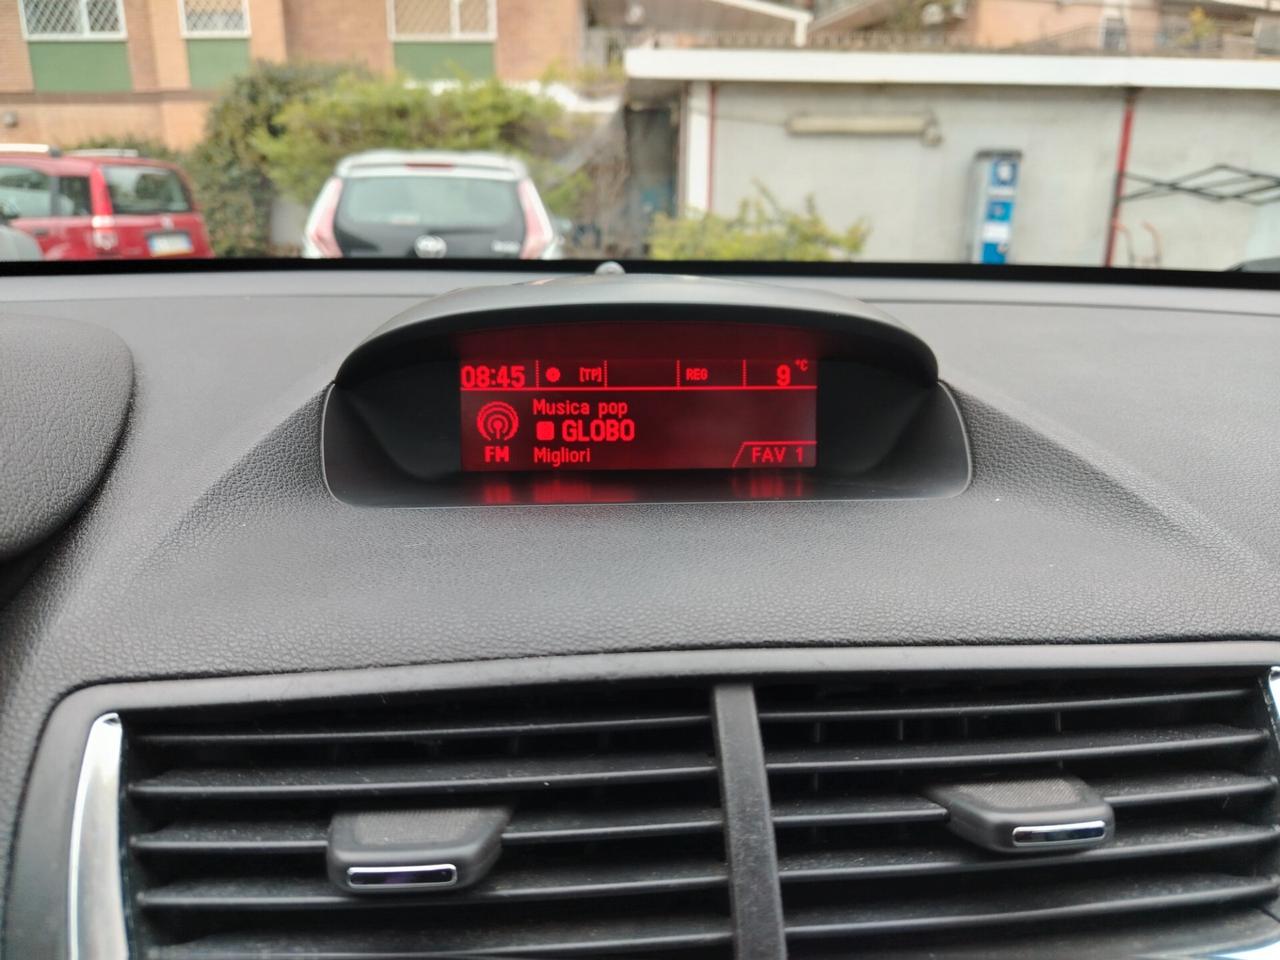 08:45 [TP] REG 9 °C
Musica pop
GLOBO
FM Migliori FAV 1